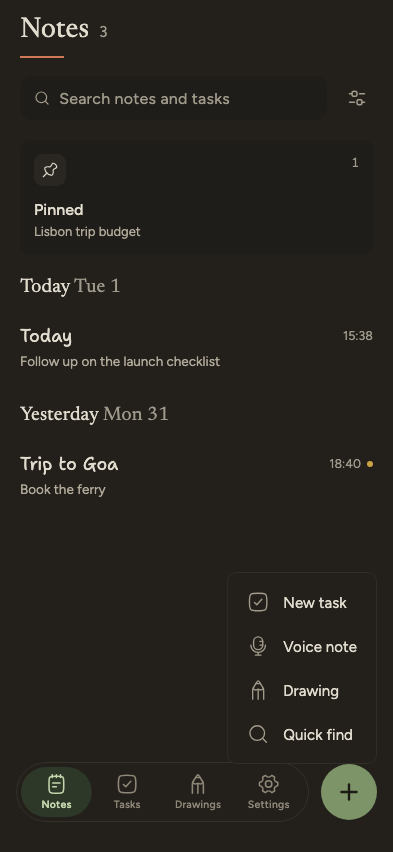 Notes 3
Search notes and tasks
1
Pinned
Lisbon trip budget
Today Tue 1
Today 15:38
Follow up on the launch checklist
Yesterday Mon 31
Trip to Goa 18:40
Book the ferry
New task
Voice note
Drawing
Quick find
Notes Tasks Drawings Settings